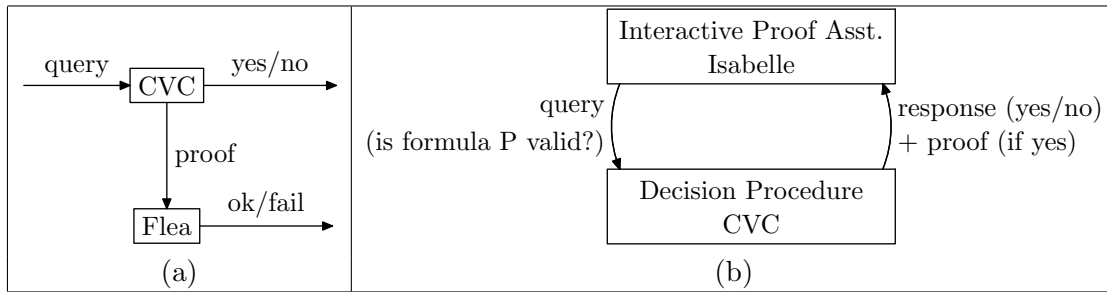 query
CVC
yes/no
proof
Flea
ok/fail
(a)
Interactive Proof Asst.
Isabelle
query
(is formula P valid?)
response (yes/no)
+ proof (if yes)
Decision Procedure
CVC
(b)